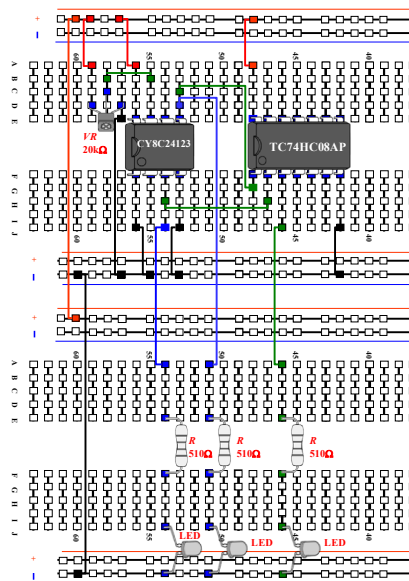 +
60
55
50
45
40
A
B
C
D
E
VR
20kΩ
CY8C24123
TC74HC08AP
F
G
H
I
J
60
55
50
45
40
+
+
60
55
50
45
40
A
B
C
D
E
R
510Ω
R
510Ω
R
510Ω
F
G
H
I
J
60
55
50
45
40
LED
LED
LED
+